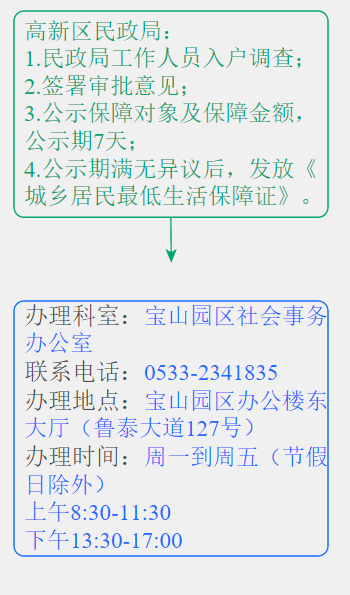 高新区民政局：
1.民政局工作人员入户调查；
2.签署审批意见；
3.公示保障对象及保障金额，
公示期7天；
4.公示期满无异议后，发放《
城乡居民最低生活保障证》。
办理科室：宝山园区社会事务
办公室
联系电话：0533-2341835
办理地点：宝山园区办公楼东
大厅（鲁泰大道127号）
办理时间：周一到周五（节假
日除外）
上午8:30-11:30
下午13:30-17:00